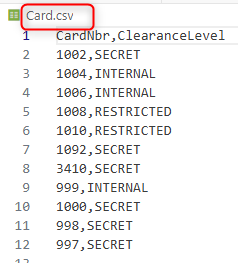 Card.csv
1 CardNbr,ClearanceLevel
2 1002,SECRET
3 1004,INTERNAL
4 1006,INTERNAL
5 1008,RESTRICTED
6 1010,RESTRICTED
7 1092,SECRET
8 3410,SECRET
9 999,INTERNAL
10 1000,SECRET
11 998,SECRET
12 997,SECRET